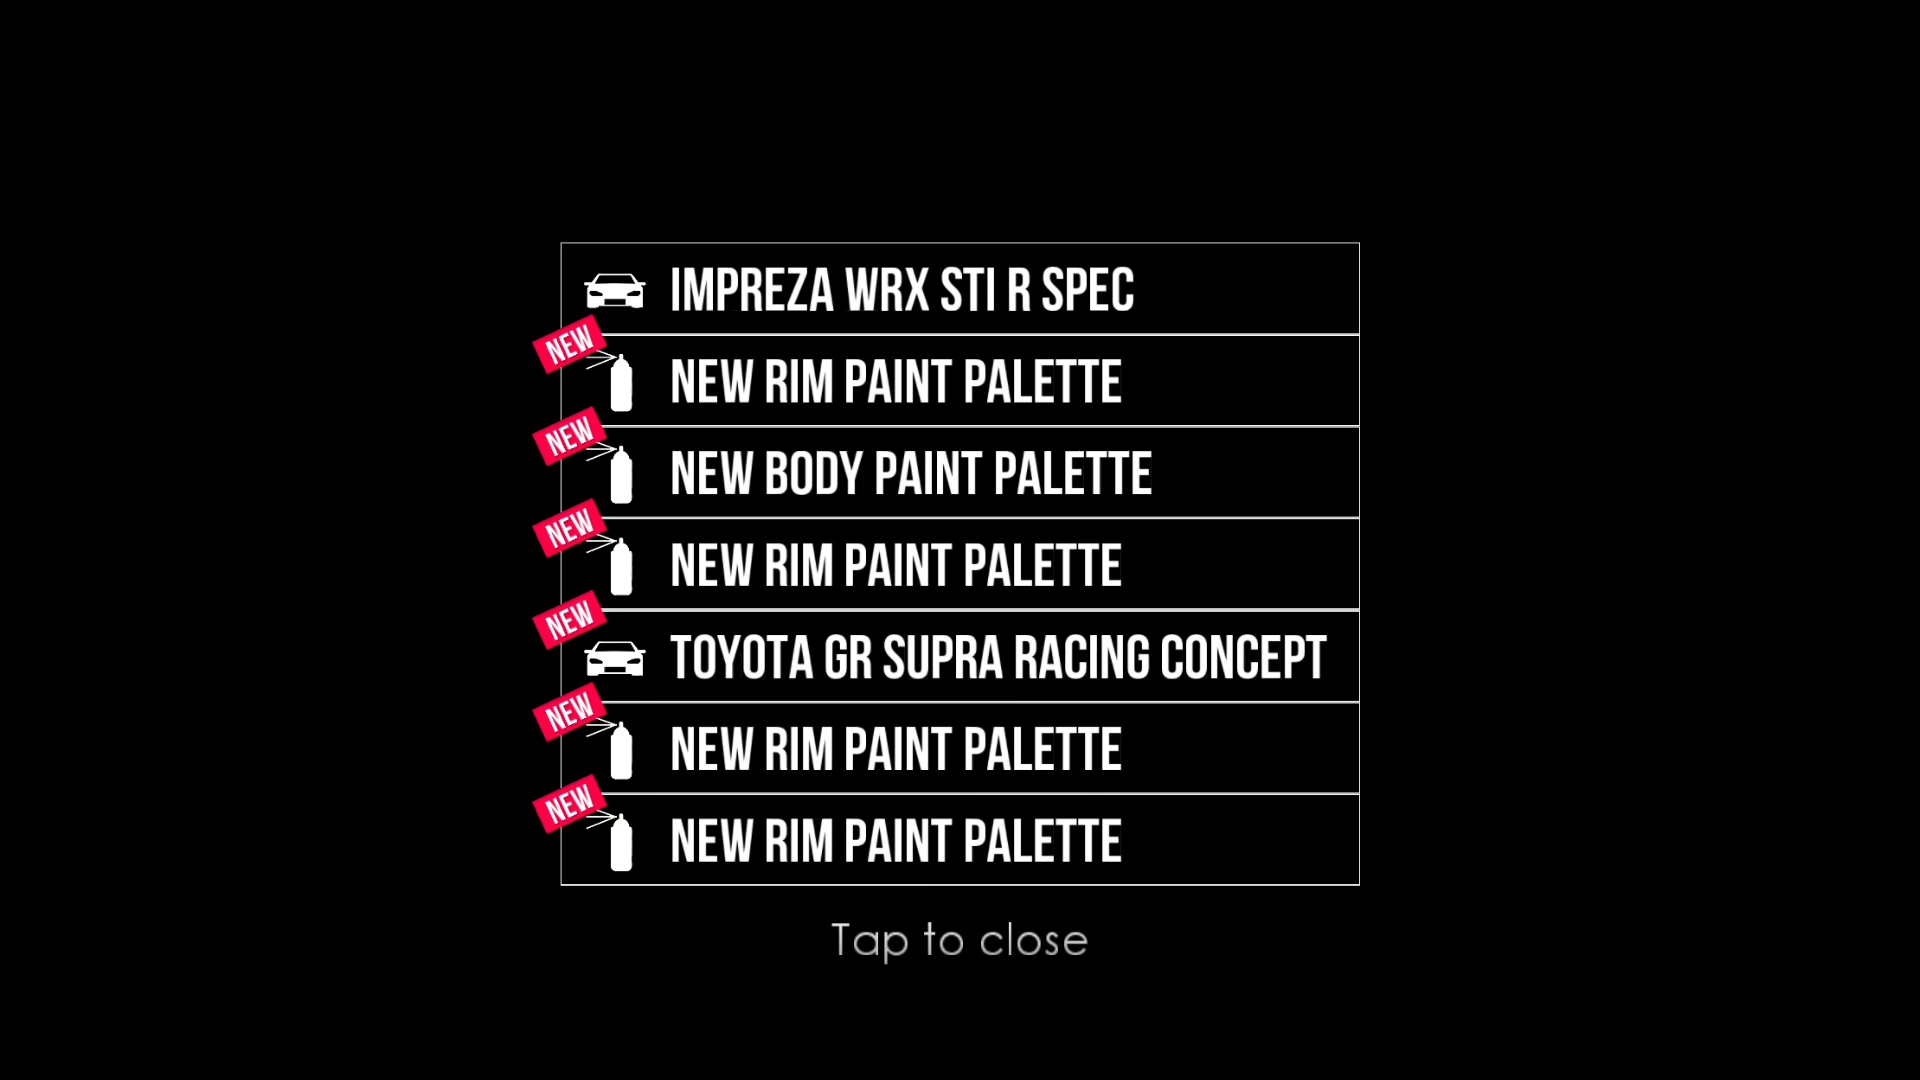 IMPREZA WRX STI R SPEC
NEW
NEW RIM PAINT PALETTE
NEW
NEW BODY PAINT PALETTE
NEW
NEW RIM PAINT PALETTE
NEW
TOYOTA GR SUPRA RACING CONCEPT
NEW
NEW RIM PAINT PALETTE
NEW
NEW RIM PAINT PALETTE
Tap to close